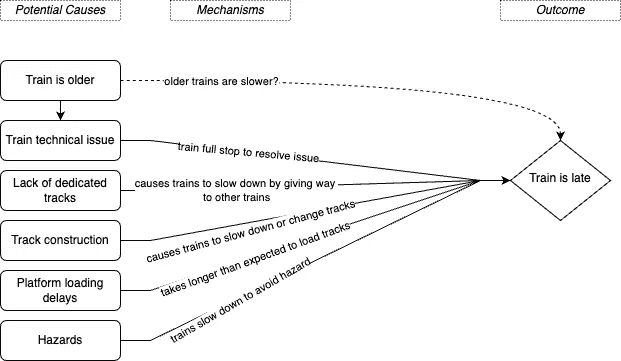 Potential Causes
Mechanisms
Outcome
Train is older
older trains are slower?
Train technical issue
train full stop to resolve issue
Lack of dedicated
tracks
causes trains to slow down by giving way
to other trains
Train is late
Track construction
causes trains to slow down or change tracks
Platform loading
delays
takes longer than expected to load tracks
Hazards
trains slow down to avoid hazard